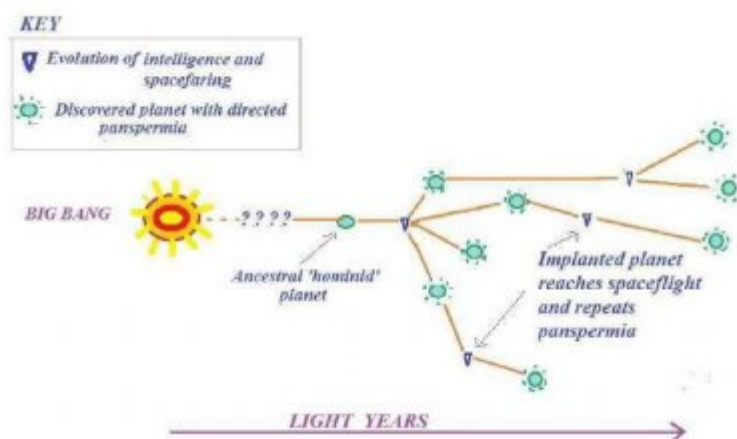 KEY
Evolution of intelligence and
spacefaring
Discovered planet with directed
panspermia
BIG BANG
? ? ? ?
Ancestral 'hominid'
planet
Implanted planet
reaches spaceflight
and repeats
panspermia
LIGHT YEARS